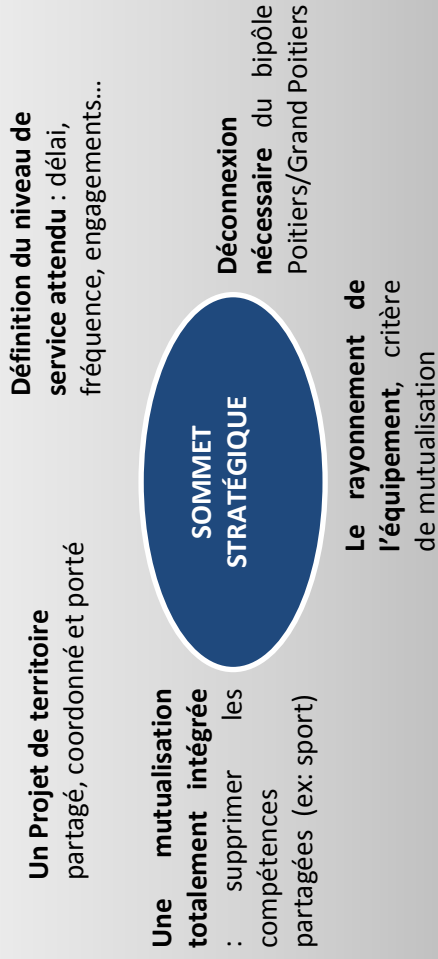 Un Projet de territoire
partagé, coordonné et porté
Définition du niveau de
service attendu : délai,
fréquence, engagements…
Une mutualisation
totalement intégrée
: supprimer les
compétences
partagées (ex: sport)
SOMMET
STRATÉGIQUE
Déconnexion
nécessaire du bipôle
Poitiers/Grand Poitiers
Le rayonnement de
l’équipement, critère
de mutualisation